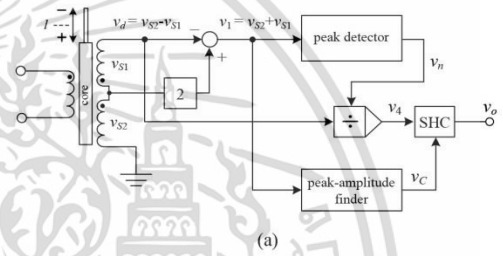 l
−
+
v_d = v_S2-v_S1
−
+
v_1 = v_S2+v_S1
peak detector
v_n
core
v_S1
2
v_S2
÷
v_4
SHC
v_o
peak-amplitude
finder
v_C
(a)